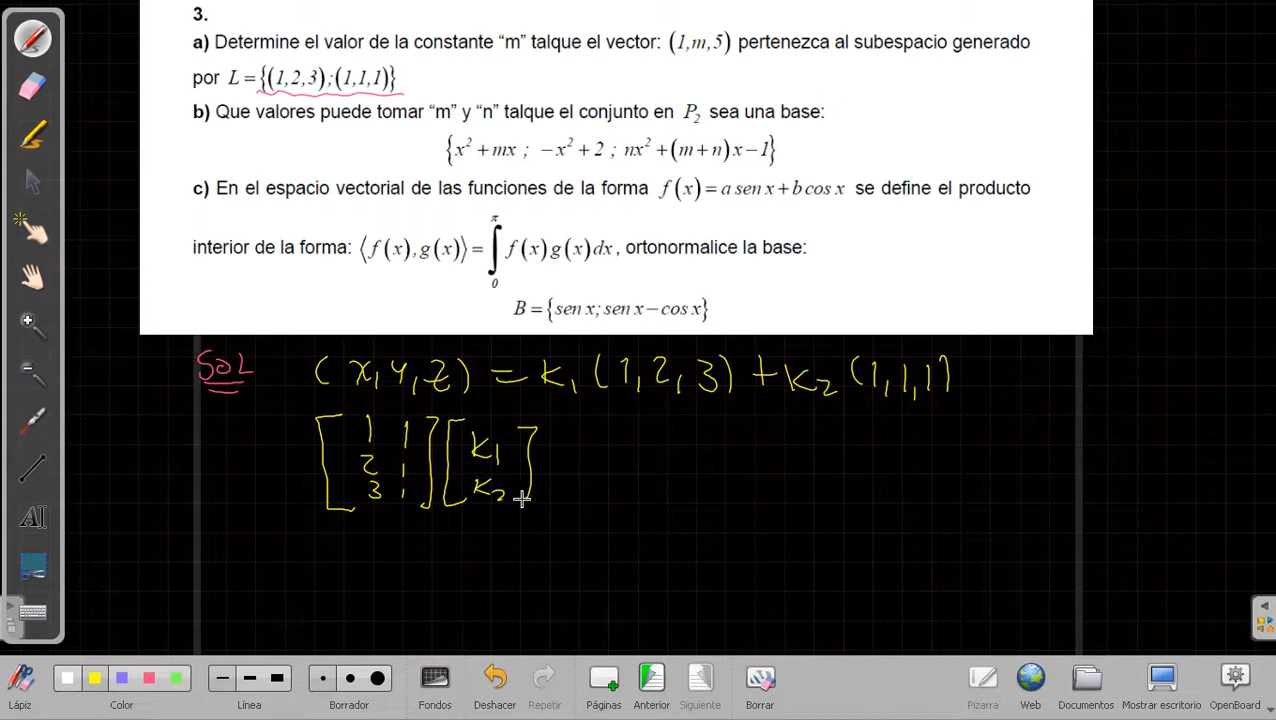 3.
a) Determine el valor de la constante “m” talque el vector: (1,m,5) pertenezca al subespacio generado
por L = {(1,2,3);(1,1,1)}
b) Que valores puede tomar “m” y “n” talque el conjunto en P₂ sea una base:
{x² + mx ; −x² + 2 ; nx² + (m + n)x − 1}
c) En el espacio vectorial de las funciones de la forma f(x) = a sen x + b cos x se define el producto
interior de la forma: ⟨f(x), g(x)⟩ = ∫₀^π f(x)g(x)dx, ortonormalice la base:
B = {sen x; sen x − cos x}
SOL (x,y,z) = k₁(1,2,3) + k₂(1,1,1)
[1 1] [k₁]
[2 1]
[3 1] [k₂]
Lápiz Color Línea Borrador Fondos Deshacer Repetir Páginas Anterior Siguiente Borrar Pizarra Web Documentos Mostrar escritorio OpenBoard